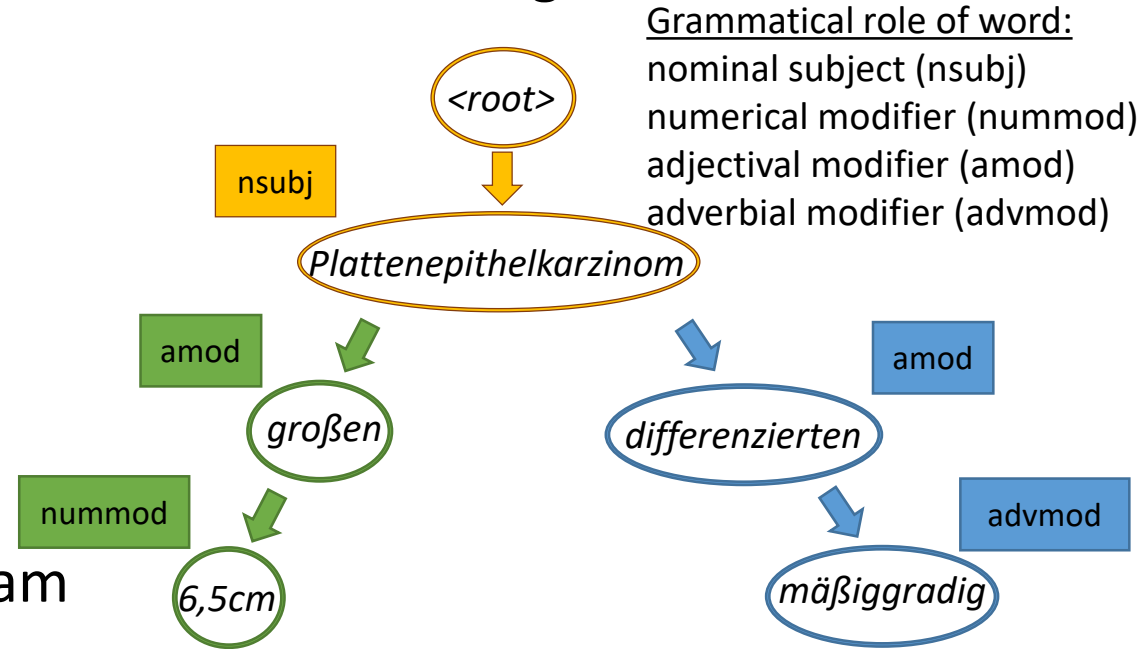 Grammatical role of word:
nominal subject (nsubj)
numerical modifier (nummod)
adjectival modifier (amod)
adverbial modifier (advmod)
<root>
nsubj
Plattenepithelkarzinom
amod
amod
großen
differenzierten
nummod
advmod
am
6,5cm
mäßiggradig